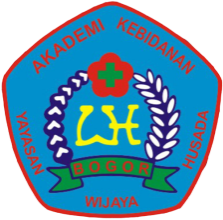 AKADEMI KEBIDANAN
YAYASAN
HUSADA
WH
BOGOR
WIJAYA